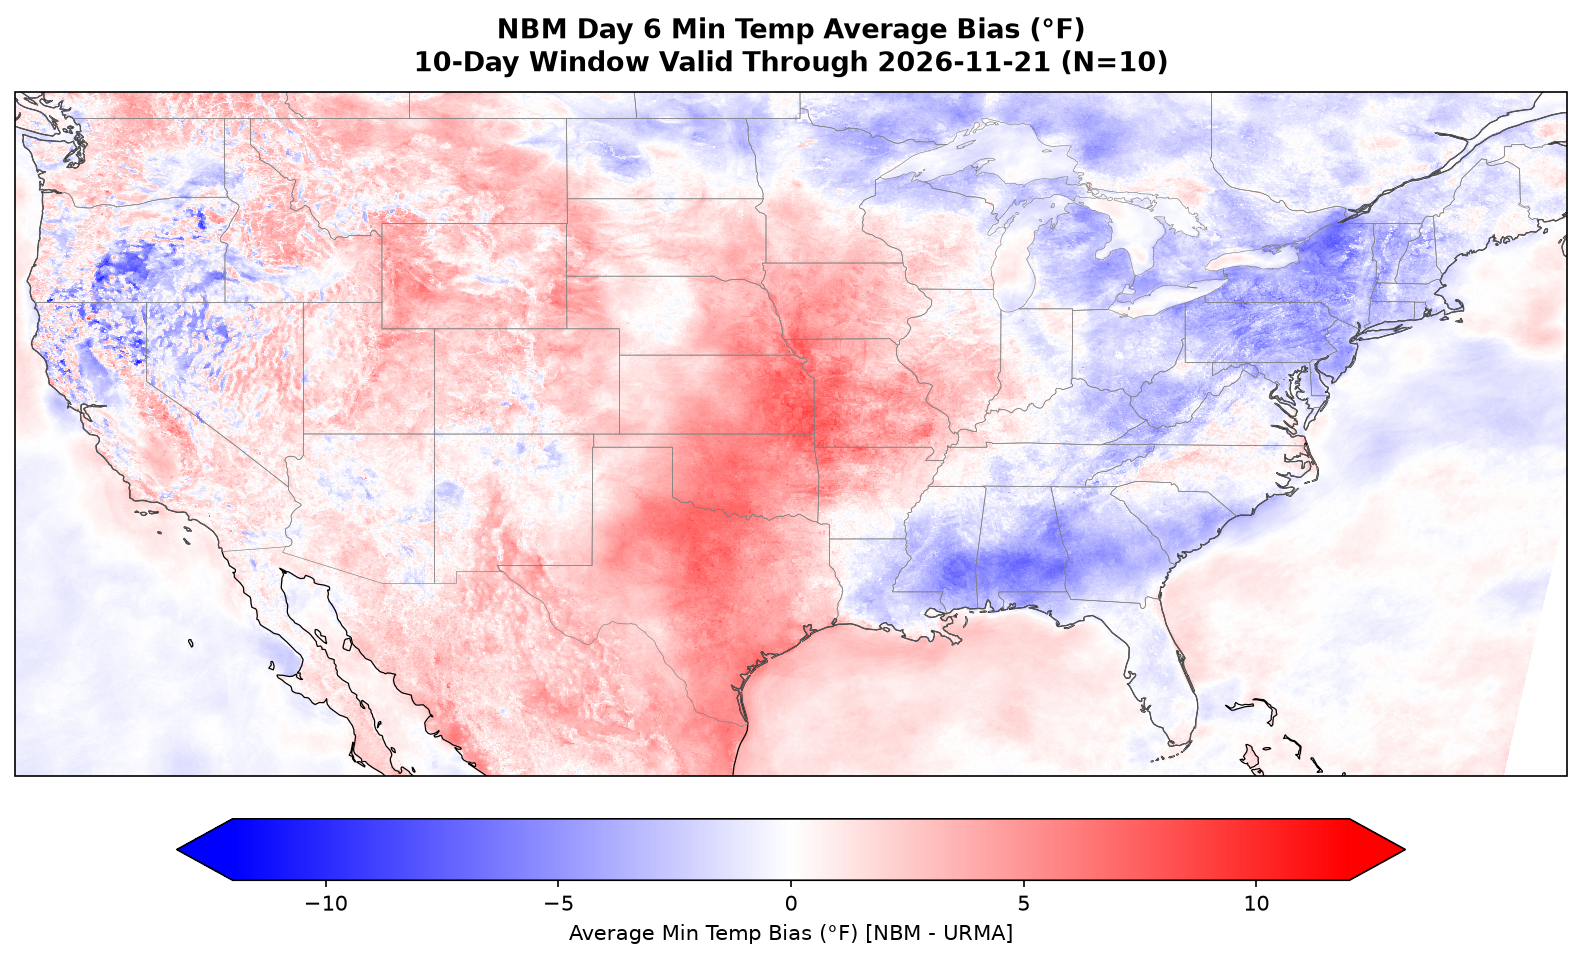 NBM Day 6 Min Temp Average Bias (°F)
10-Day Window Valid Through 2026-11-21 (N=10)
−10 −5 0 5 10
Average Min Temp Bias (°F) [NBM - URMA]